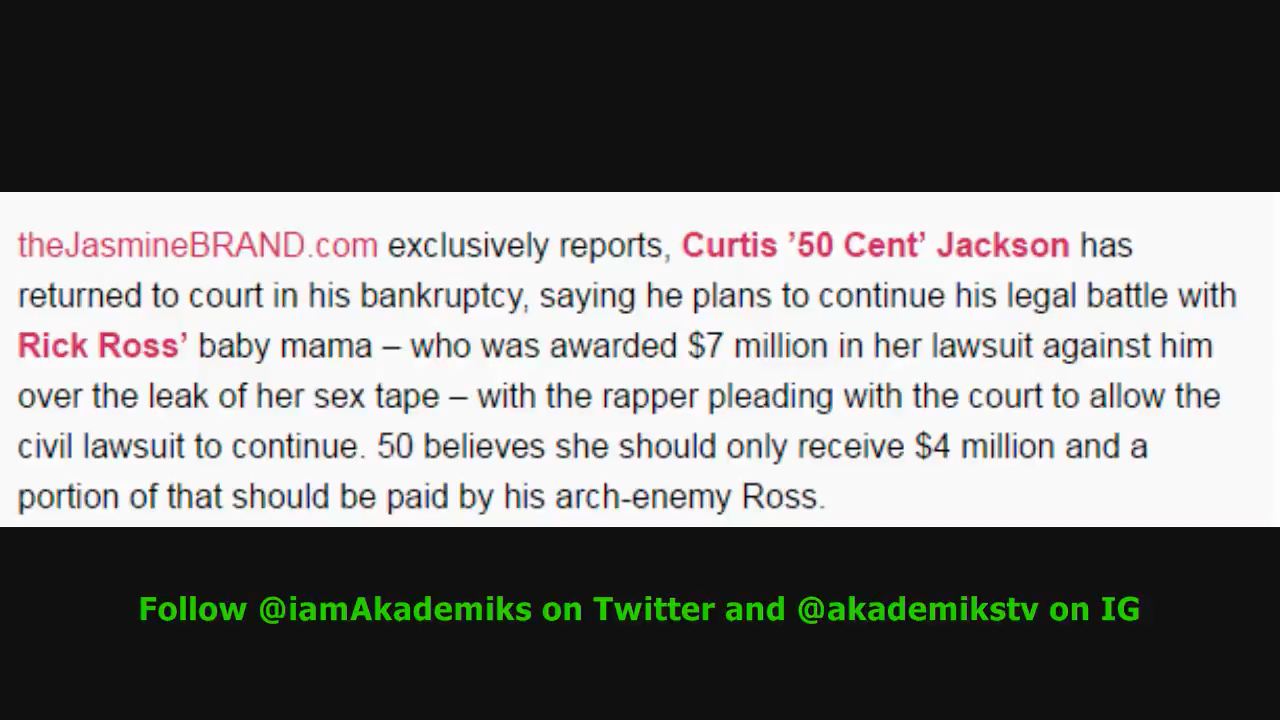 theJasmineBRAND.com exclusively reports, Curtis ’50 Cent’ Jackson has
returned to court in his bankruptcy, saying he plans to continue his legal battle with
Rick Ross’ baby mama – who was awarded $7 million in her lawsuit against him
over the leak of her sex tape – with the rapper pleading with the court to allow the
civil lawsuit to continue. 50 believes she should only receive $4 million and a
portion of that should be paid by his arch-enemy Ross.
Follow @iamAkademiks on Twitter and @akademikstv on IG